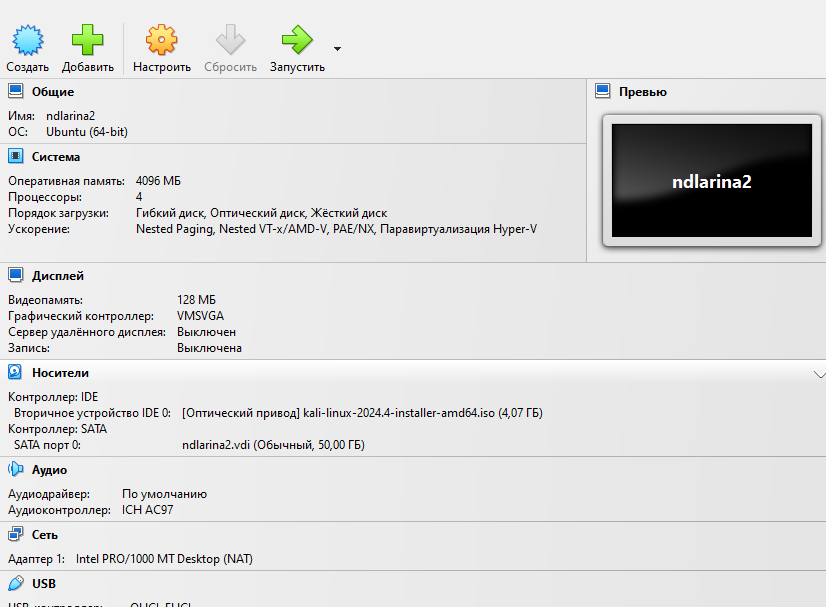 Создать Добавить Настроить Сбросить Запустить
Общие
Имя: ndlarina2
ОС: Ubuntu (64-bit)
Превью
ndlarina2
Система
Оперативная память: 4096 МБ
Процессоры: 4
Порядок загрузки: Гибкий диск, Оптический диск, Жёсткий диск
Ускорение: Nested Paging, Nested VT-x/AMD-V, PAE/NX, Паравиртуализация Hyper-V
Дисплей
Видеопамять: 128 МБ
Графический контроллер: VMSVGA
Сервер удалённого дисплея: Выключен
Запись: Выключена
Носители
Контроллер: IDE
Вторичное устройство IDE 0: [Оптический привод] kali-linux-2024.4-installer-amd64.iso (4,07 ГБ)
Контроллер: SATA
SATA порт 0: ndlarina2.vdi (Обычный, 50,00 ГБ)
Аудио
Аудиодрайвер: По умолчанию
Аудиоконтроллер: ICH AC97
Сеть
Адаптер 1: Intel PRO/1000 MT Desktop (NAT)
USB
USB-контроллер: OHCI, EHCI